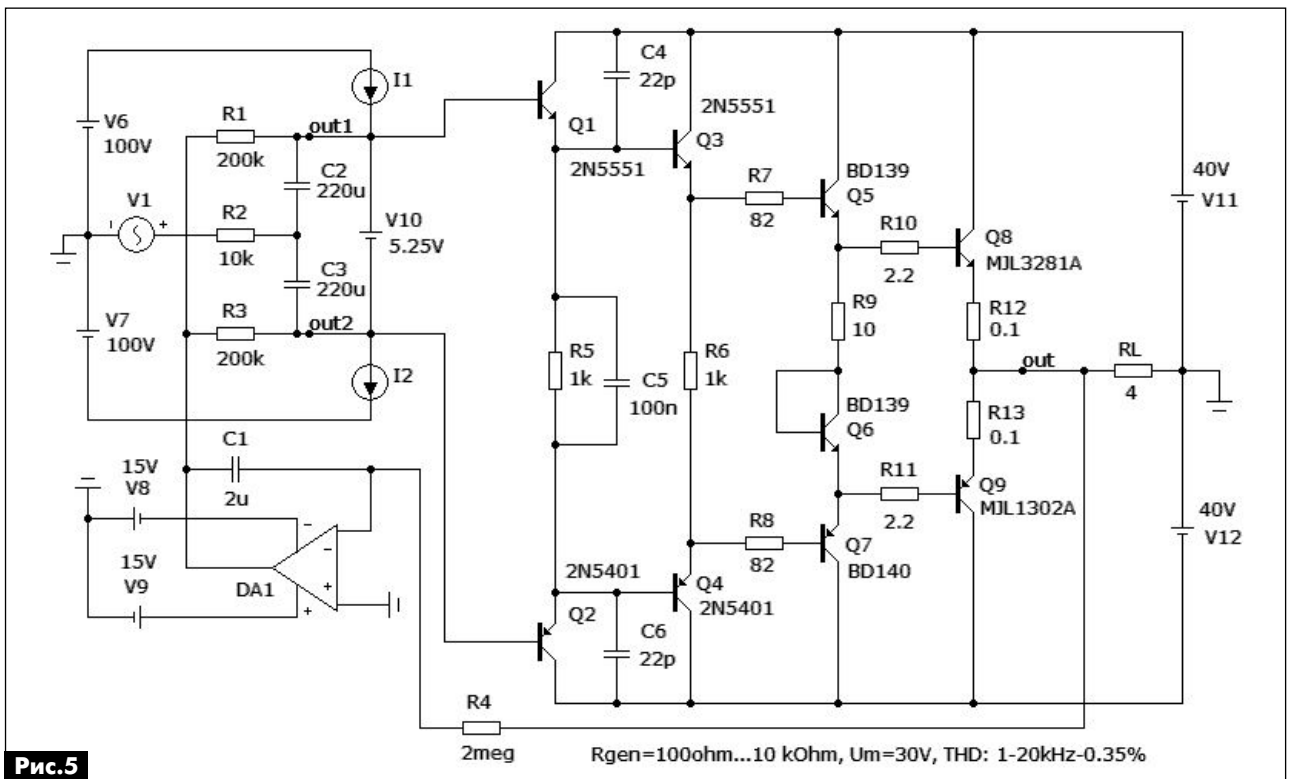 V6
100V
V1
V7
100V
R1
200k
R2
10k
R3
200k
out1
C2
220u
C3
220u
out2
I1
I2
V10
5.25V
C1
2u
15V
V8
15V
V9
DA1
C4
22p
Q1
2N5551
2N5551
Q3
R5
1k
C5
100n
R6
1k
2N5401
Q2
Q4
2N5401
C6
22p
R4
2meg
R7
82
R8
82
BD139
Q5
R10
2.2
R9
10
BD139
Q6
R11
2.2
Q7
BD140
Q8
MJL3281A
R12
0.1
out
R13
0.1
Q9
MJL1302A
RL
4
40V
V11
40V
V12
Rgen=100ohm...10 kOhm, Um=30V, THD: 1-20kHz-0.35%
Рис.5